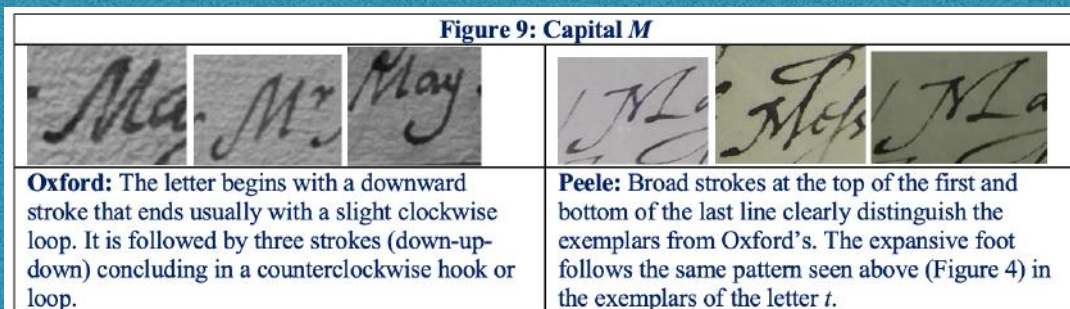 Figure 9: Capital M
Ma
Mr
May
Ma
Mess
Ma
Oxford: The letter begins with a downward
stroke that ends usually with a slight clockwise
loop. It is followed by three strokes (down-up-
down) concluding in a counterclockwise hook or
loop.
Peele: Broad strokes at the top of the first and
bottom of the last line clearly distinguish the
exemplars from Oxford's. The expansive foot
follows the same pattern seen above (Figure 4) in
the exemplars of the letter t.